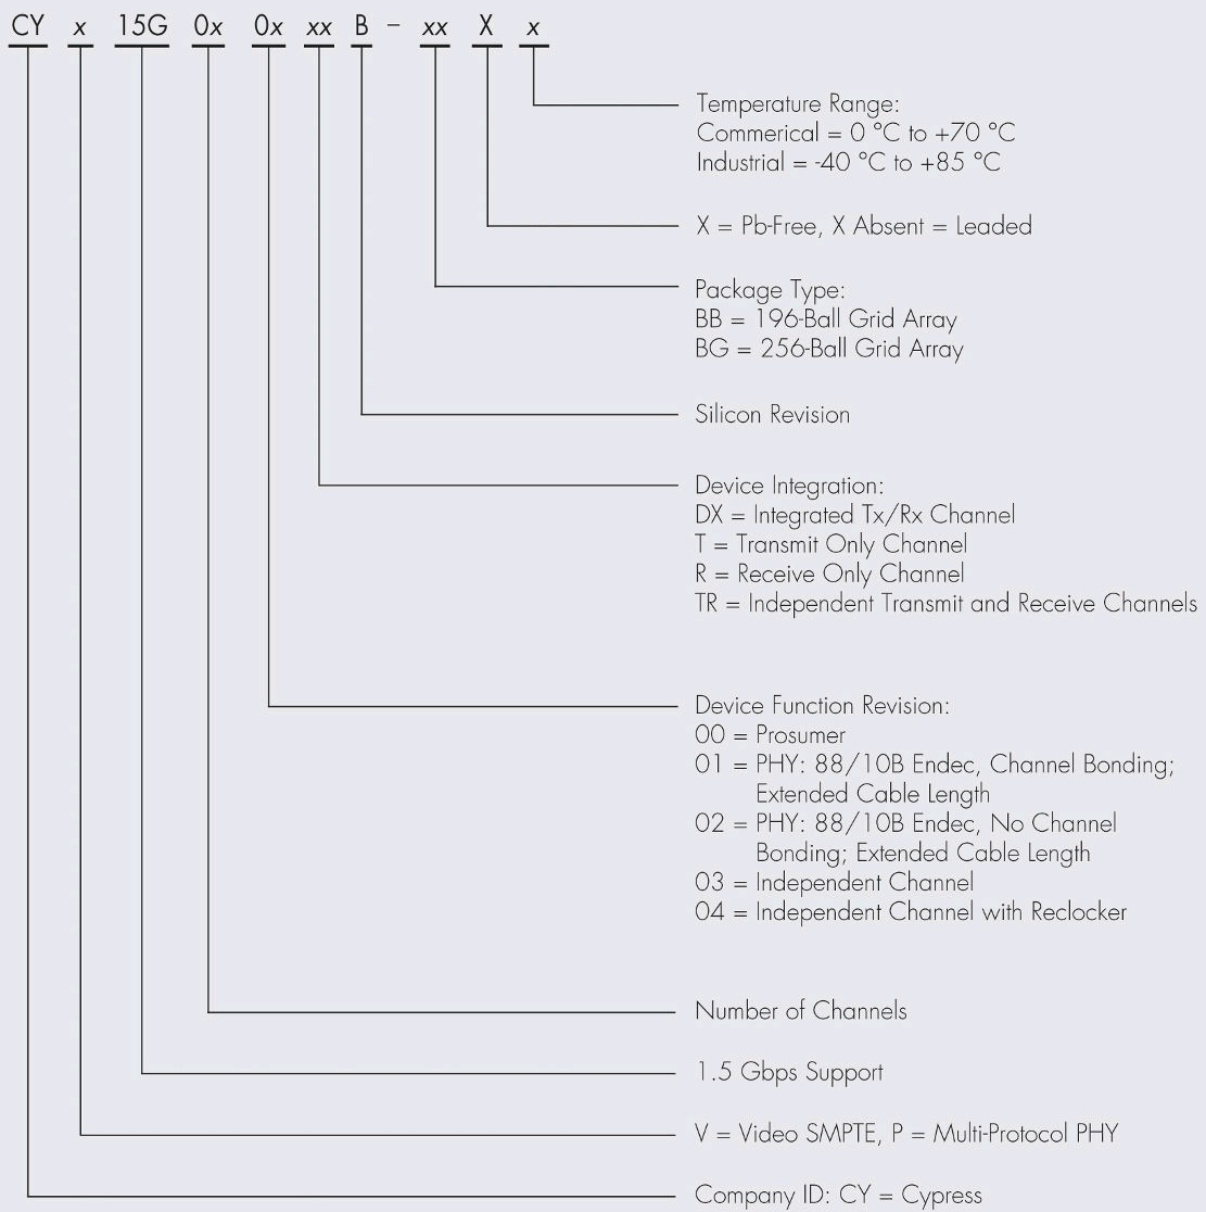 CY x 15G 0x 0x xx B – xx X x
Temperature Range:
Commerical = 0 °C to +70 °C
Industrial = -40 °C to +85 °C
X = Pb-Free, X Absent = Leaded
Package Type:
BB = 196-Ball Grid Array
BG = 256-Ball Grid Array
Silicon Revision
Device Integration:
DX = Integrated Tx/Rx Channel
T = Transmit Only Channel
R = Receive Only Channel
TR = Independent Transmit and Receive Channels
Device Function Revision:
00 = Prosumer
01 = PHY: 88/10B Endec, Channel Bonding;
Extended Cable Length
02 = PHY: 88/10B Endec, No Channel
Bonding; Extended Cable Length
03 = Independent Channel
04 = Independent Channel with Reclocker
Number of Channels
1.5 Gbps Support
V = Video SMPTE, P = Multi-Protocol PHY
Company ID: CY = Cypress